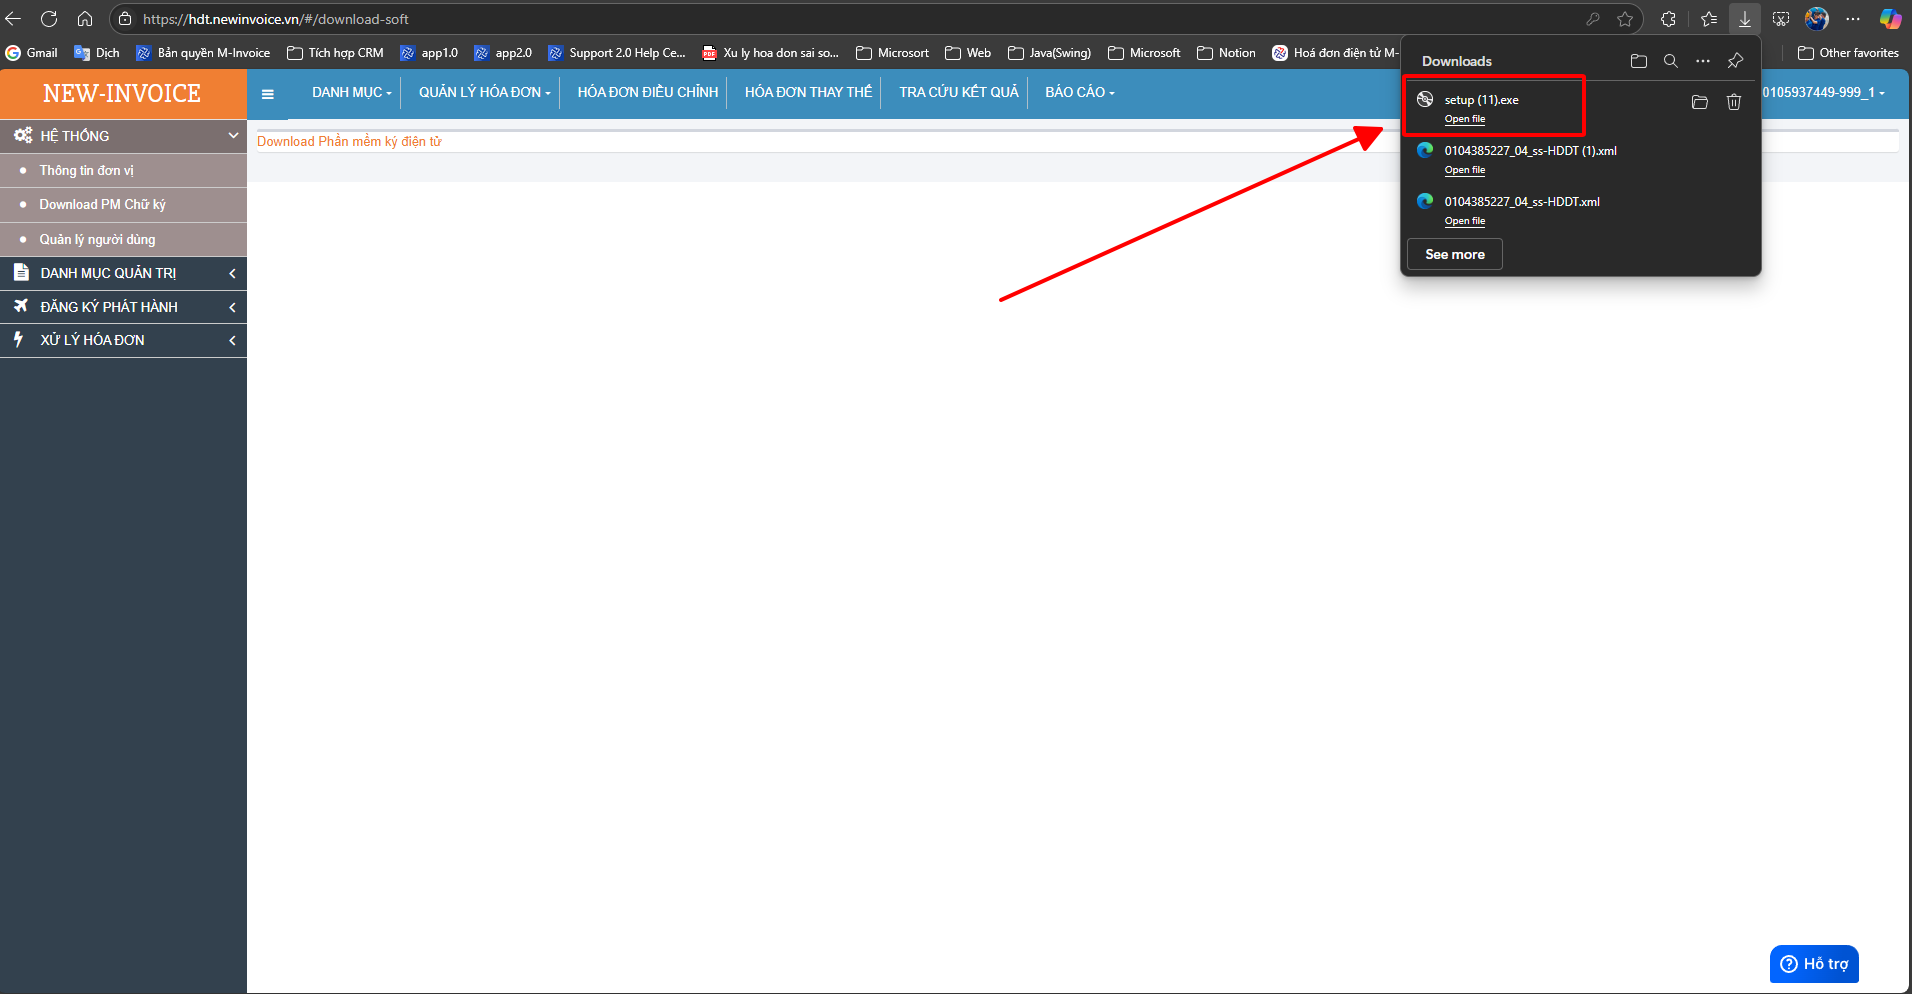 https://hdt.newinvoice.vn/#/download-soft
Gmail Dịch Bản quyền M-Invoice Tích hợp CRM app1.0 app2.0 Support 2.0 Help Ce... Xu ly hoa don sai so... Microsort Web Java(Swing) Microsoft Notion Hoá đơn điện tử M- Other favorites
NEW-INVOICE
DANH MỤC QUẢN LÝ HÓA ĐƠN HÓA ĐƠN ĐIỀU CHỈNH HÓA ĐƠN THAY THẾ TRA CỨU KẾT QUẢ BÁO CÁO 0105937449-999_1
HỆ THỐNG
Thông tin đơn vị
Download PM Chữ ký
Quản lý người dùng
DANH MỤC QUẢN TRỊ
ĐĂNG KÝ PHÁT HÀNH
XỬ LÝ HÓA ĐƠN
Download Phần mềm ký điện tử
Downloads
setup (11).exe
Open file
0104385227_04_ss-HDDT (1).xml
Open file
0104385227_04_ss-HDDT.xml
Open file
See more
Hỗ trợ